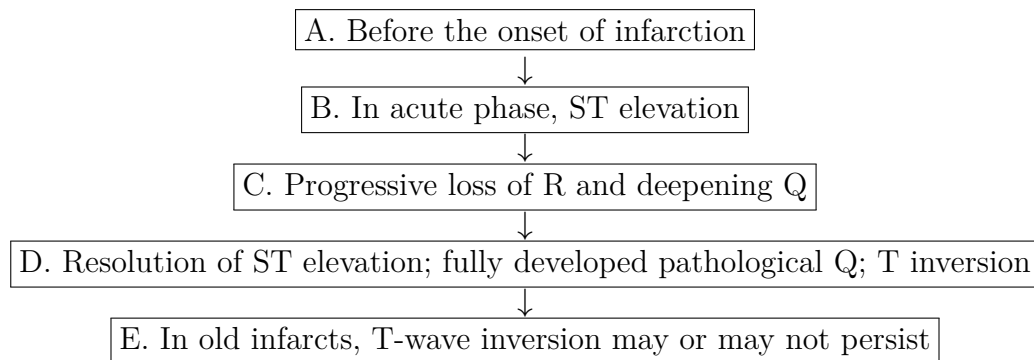 A. Before the onset of infarction
B. In acute phase, ST elevation
C. Progressive loss of R and deepening Q
D. Resolution of ST elevation; fully developed pathological Q; T inversion
E. In old infarcts, T-wave inversion may or may not persist